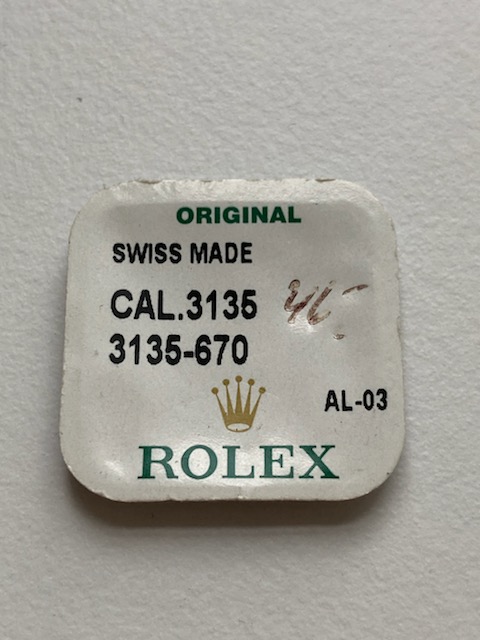 ORIGINAL
SWISS MADE
CAL.3135
3135-670
AL-03
ROLEX